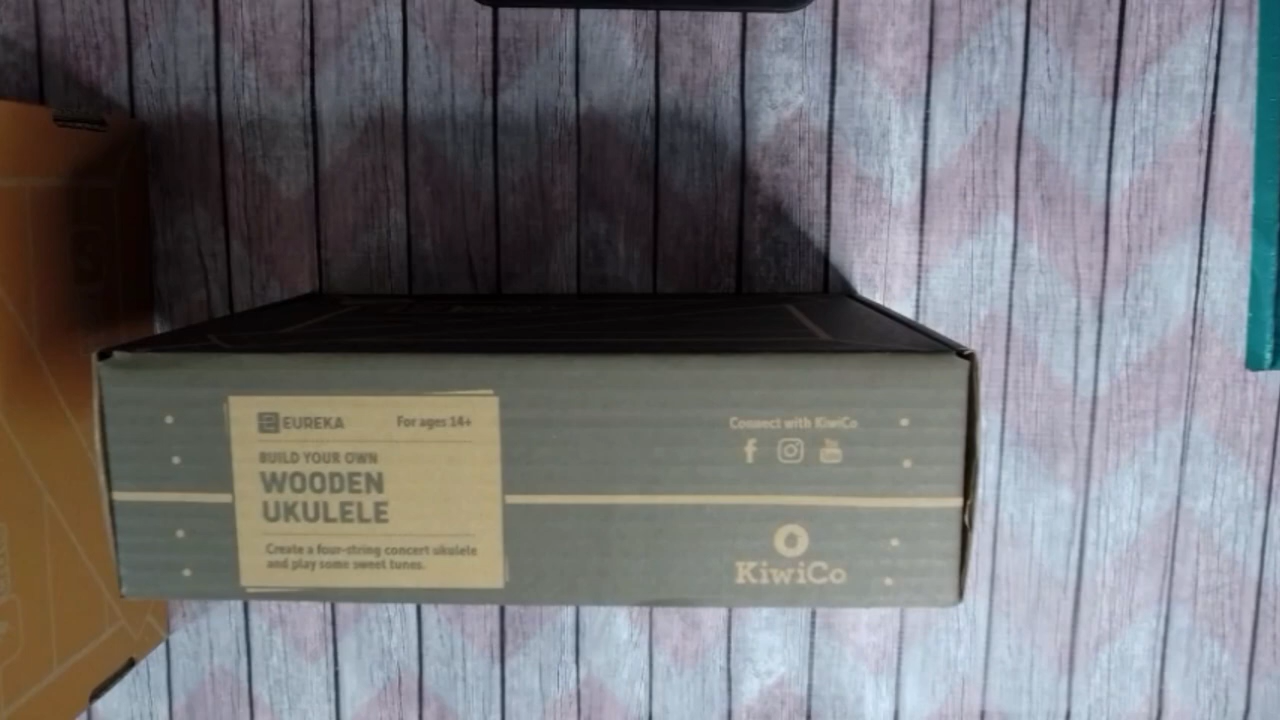 EUREKA
For ages 14+
BUILD YOUR OWN
WOODEN
UKULELE
Create a four-string concert ukulele
and play some sweet tunes.
Connect with KiwiCo
KiwiCo